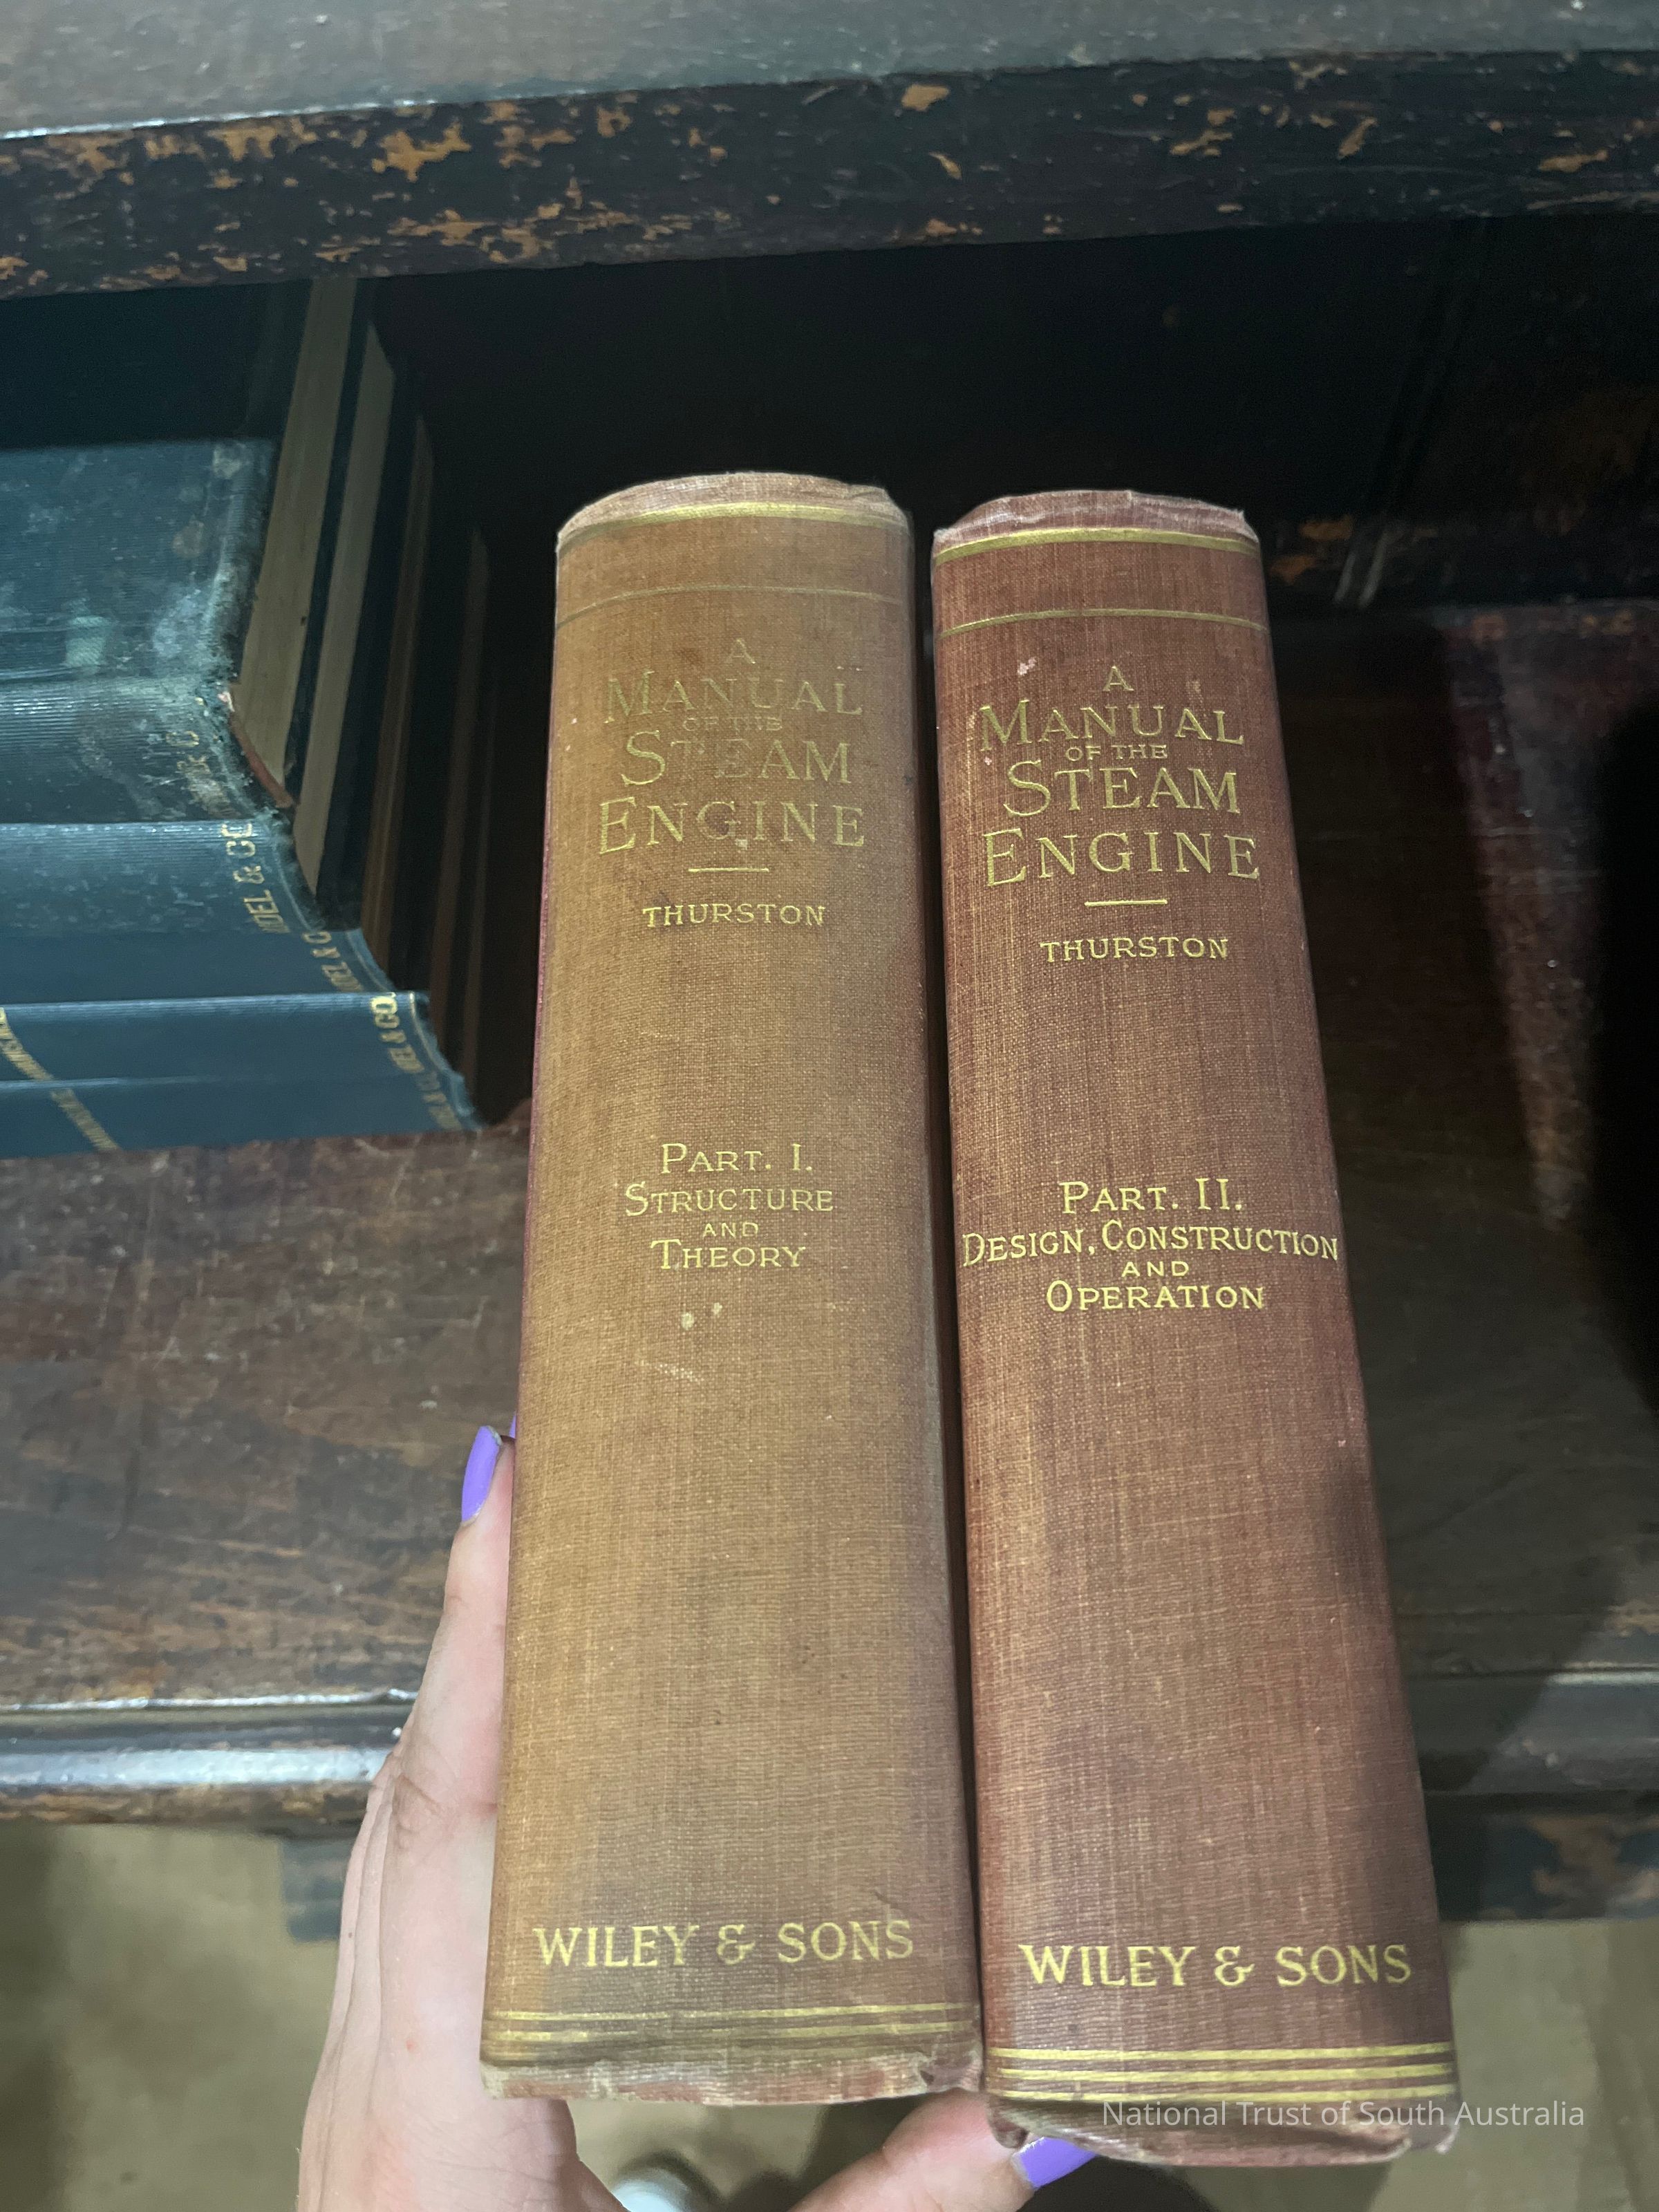 A
MANUAL
OF THE
STEAM
ENGINE
THURSTON
PART. I.
STRUCTURE
AND
THEORY
WILEY & SONS
A
MANUAL
OF THE
STEAM
ENGINE
THURSTON
PART. II.
DESIGN, CONSTRUCTION
AND
OPERATION
WILEY & SONS
& CO.
National Trust of South Australia